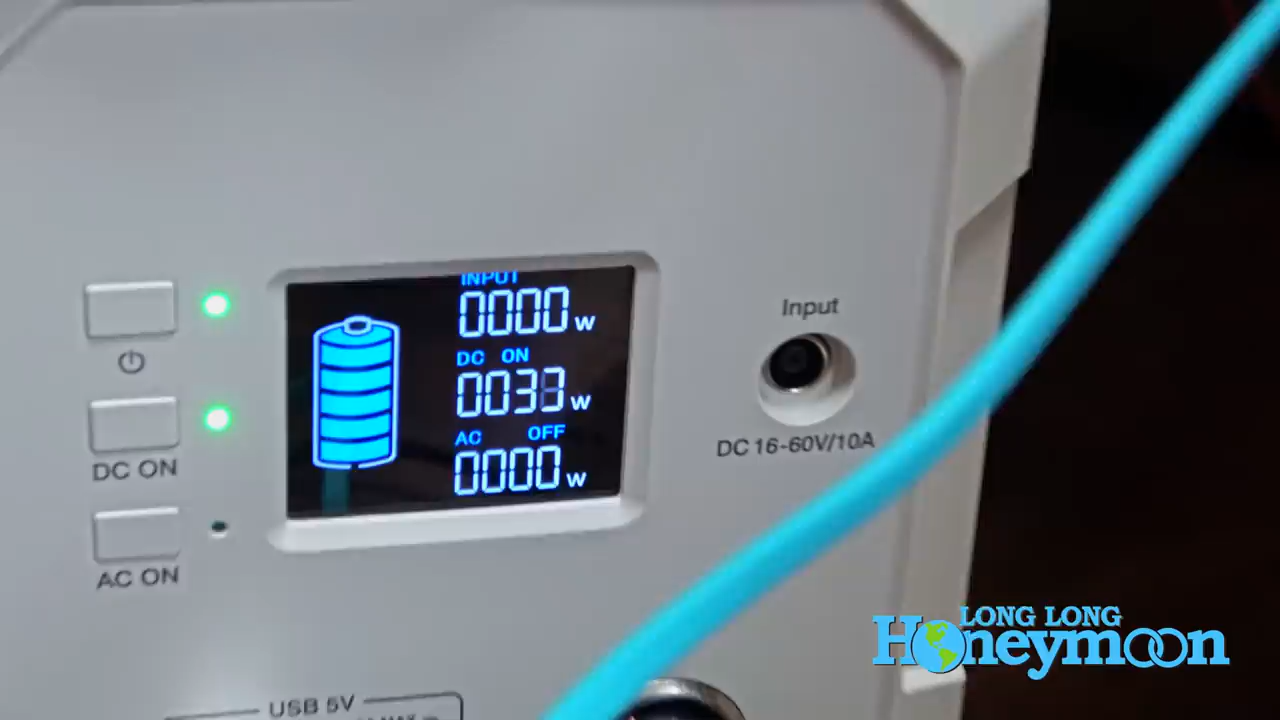 INPUT
0000 w
DC ON
0033 w
AC OFF
0000 w
Input
DC 16-60V/10A
DC ON
AC ON
USB 5V
LONG LONG
Honeymoon